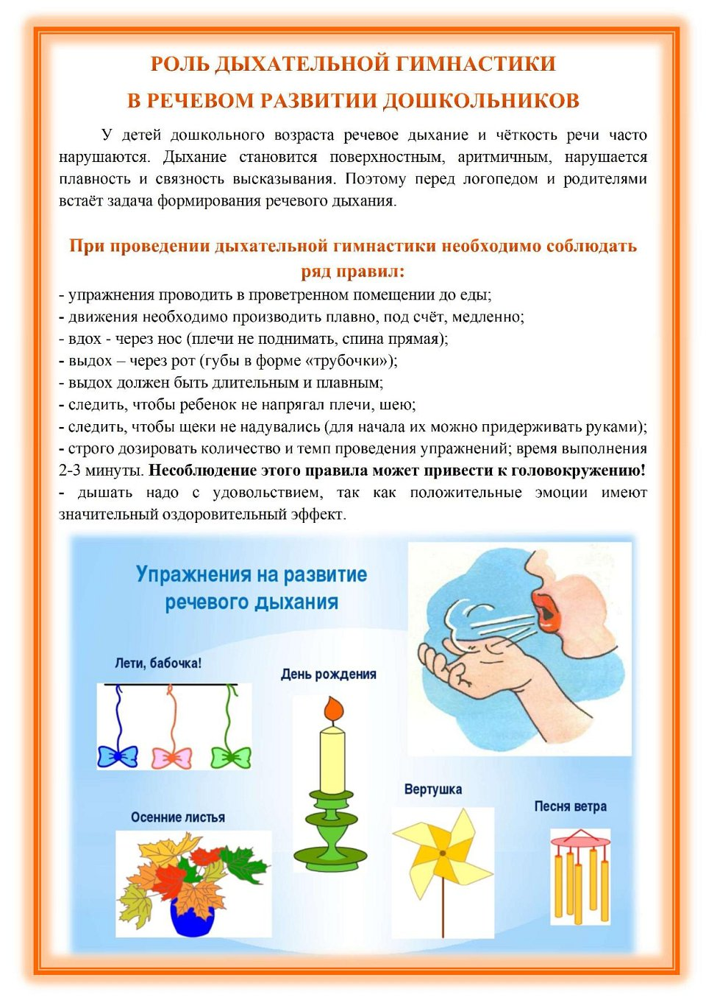 РОЛЬ ДЫХАТЕЛЬНОЙ ГИМНАСТИКИ
В РЕЧЕВОМ РАЗВИТИИ ДОШКОЛЬНИКОВ
У детей дошкольного возраста речевое дыхание и чёткость речи часто
нарушаются. Дыхание становится поверхностным, аритмичным, нарушается
плавность и связность высказывания. Поэтому перед логопедом и родителями
встаёт задача формирования речевого дыхания.
При проведении дыхательной гимнастики необходимо соблюдать
ряд правил:
- упражнения проводить в проветренном помещении до еды;
- движения необходимо производить плавно, под счёт, медленно;
- вдох - через нос (плечи не поднимать, спина прямая);
- выдох – через рот (губы в форме «трубочки»);
- выдох должен быть длительным и плавным;
- следить, чтобы ребенок не напрягал плечи, шею;
- следить, чтобы щеки не надувались (для начала их можно придерживать руками);
- строго дозировать количество и темп проведения упражнений; время выполнения
2-3 минуты. Несоблюдение этого правила может привести к головокружению!
- дышать надо с удовольствием, так как положительные эмоции имеют
значительный оздоровительный эффект.
Упражнения на развитие
речевого дыхания
Лети, бабочка!
День рождения
Вертушка
Песня ветра
Осенние листья